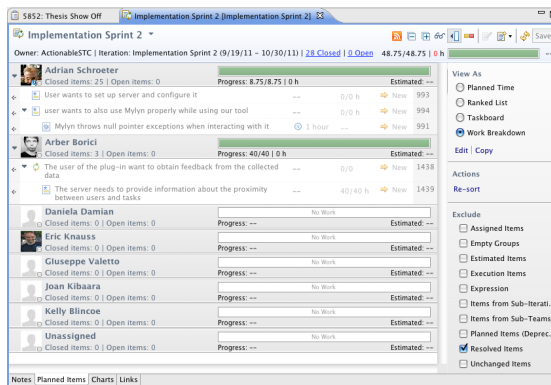 5852: Thesis Show Off
Implementation Sprint 2 [Implementation Sprint 2]
Implementation Sprint 2
Save
Owner: ActionableSTC | Iteration: Implementation Sprint 2 (9/19/11 - 10/30/11) | 28 Closed | 0 Open 48.75/48.75 | 0 h --
Adrian Schroeter
Closed items: 25 | Open items: 0 Progress: 8.75/8.75 | 0 h Estimated: --
User wants to set up server and configure it -- 0/0 h New 993
user wants to also use Mylyn properly while using our tool -- 0/0 h New 994
Mylyn throws null pointer exceptions when interacting with it 1 hour -- New 991
Arber Borici
Closed items: 3 | Open items: 0 Progress: 40/40 | 0 h Estimated: --
The user of the plug-in want to obtain feedback from the collected -- 0/0 New 1438
data
The server needs to provide information about the proximity -- 40/40 h New 1439
between users and tasks
Daniela Damian No Work
Closed items: 0 | Open items: 0 Progress: -- Estimated: --
Eric Knauss No Work
Closed items: 0 | Open items: 0 Progress: -- Estimated: --
Giuseppe Valetto No Work
Closed items: 0 | Open items: 0 Progress: -- Estimated: --
Joan Kibaara No Work
Closed items: 0 | Open items: 0 Progress: -- Estimated: --
Kelly Blincoe No Work
Closed items: 0 | Open items: 0 Progress: -- Estimated: --
Unassigned No Work
Closed items: 0 | Open items: 0 Progress: -- Estimated: --
View As
Planned Time
Ranked List
Taskboard
Work Breakdown
Edit | Copy
Actions
Re-sort
Exclude
Assigned Items
Empty Groups
Estimated Items
Execution Items
Expression
Items from Sub-Iterati..
Items from Sub-Teams
Planned Items (Deprec.
Resolved Items
Unchanged Items
Notes Planned Items Charts Links